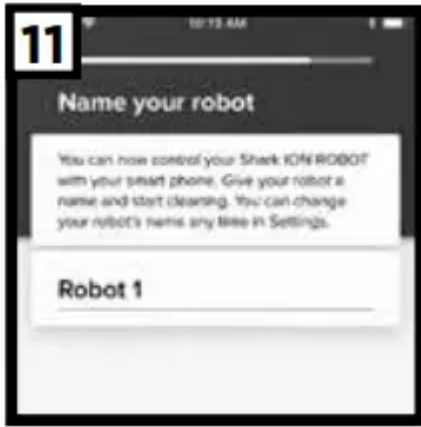 11
10:15 AM
Name your robot
You can now control your Shark ION ROBOT
with your smart phone. Give your robot a
name and start cleaning. You can change
your robot's name any time in Settings.
Robot 1